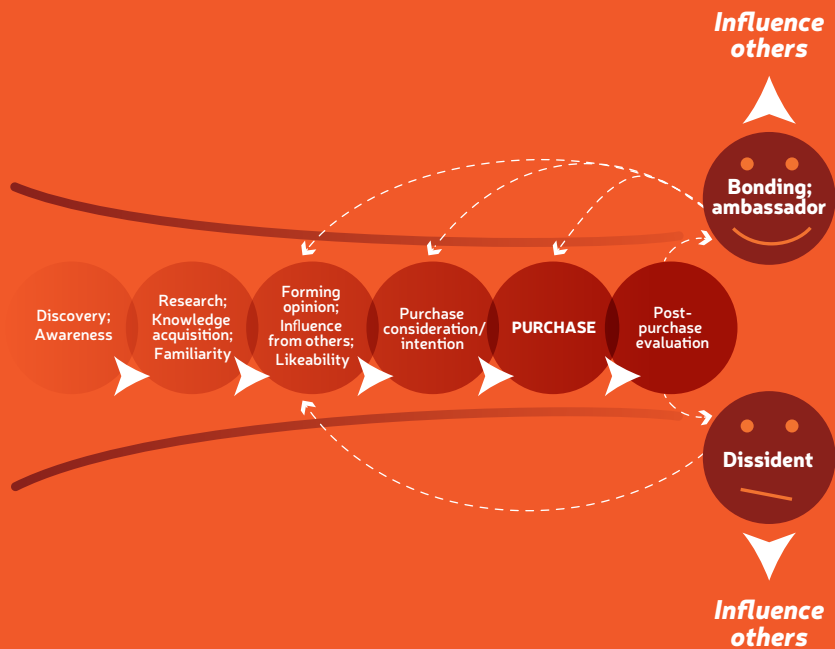 Influence
others
Bonding;
ambassador
Discovery;
Awareness
Research;
Knowledge
acquisition;
Familiarity
Forming
opinion;
Influence
from others;
Likeability
Purchase
consideration/
intention
PURCHASE
Post-
purchase
evaluation
Dissident
Influence
others